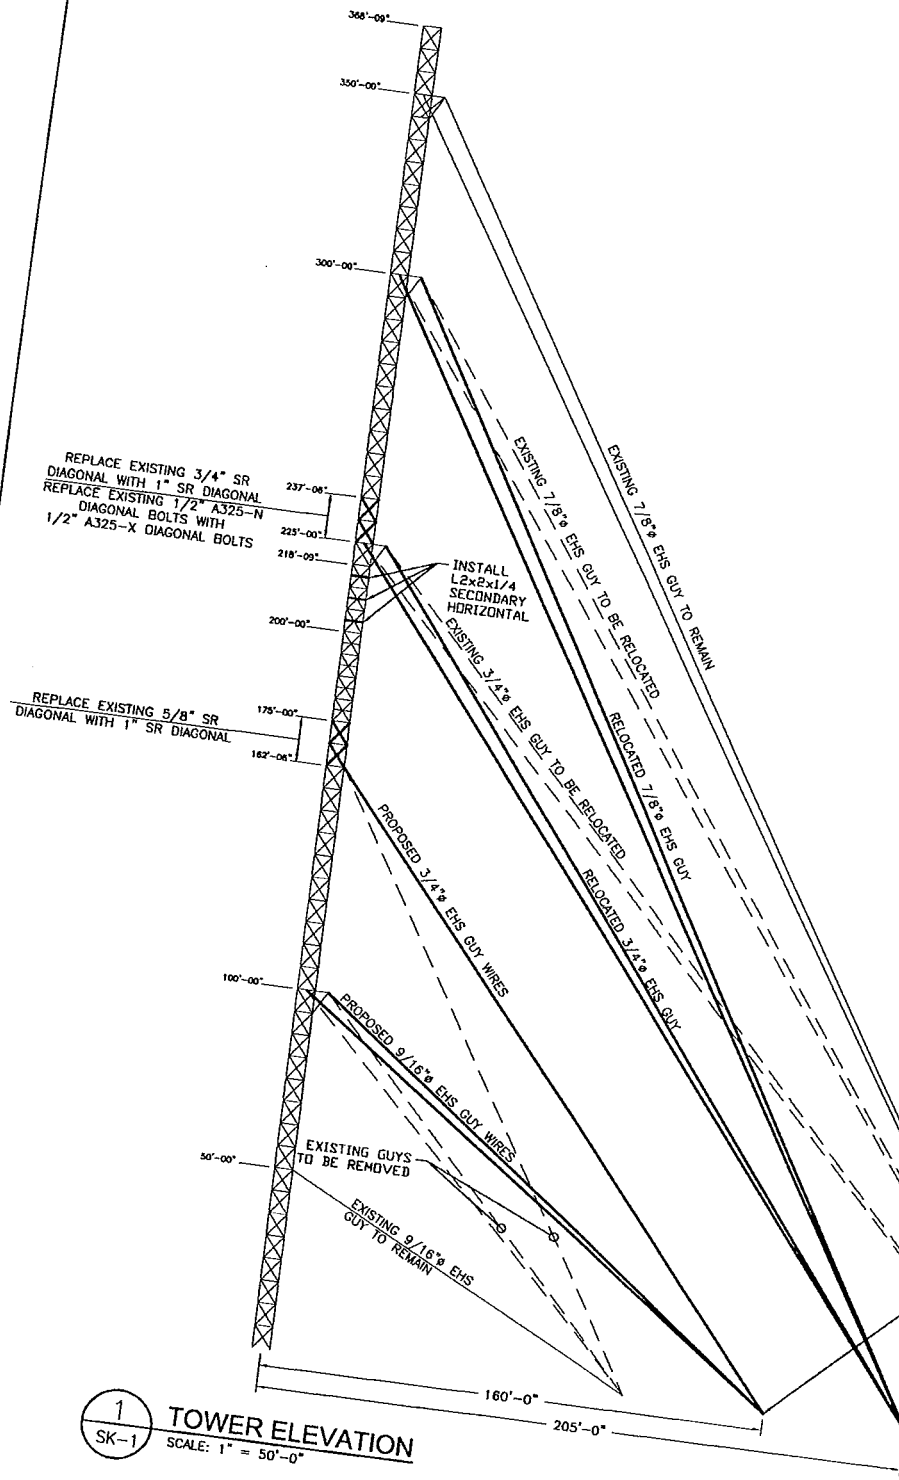 368'-09"
350'-00"
300'-00"
REPLACE EXISTING 3/4" SR
DIAGONAL WITH 1" SR DIAGONAL
REPLACE EXISTING 1/2" A325-N
DIAGONAL BOLTS WITH
1/2" A325-X DIAGONAL BOLTS
237'-06"
225'-00"
218'-09"
INSTALL
L2x2x1/4
SECONDARY
HORIZONTAL
200'-00"
EXISTING 7/8"ø EHS GUY TO REMAIN
EXISTING 7/8"ø EHS GUY TO BE RELOCATED
EXISTING 3/4"ø EHS GUY TO BE RELOCATED
RELOCATED 7/8"ø EHS GUY
REPLACE EXISTING 5/8" SR
DIAGONAL WITH 1" SR DIAGONAL
175'-00"
162'-06"
PROPOSED 3/4"ø EHS GUY WIRES
RELOCATED 3/4"ø EHS GUY
100'-00"
PROPOSED 9/16"ø EHS GUY WIRES
EXISTING GUYS
TO BE REMOVED
50'-00"
EXISTING 9/16"ø EHS
GUY TO REMAIN
160'-0"
205'-0"
1
SK-1
TOWER ELEVATION
SCALE: 1" = 50'-0"